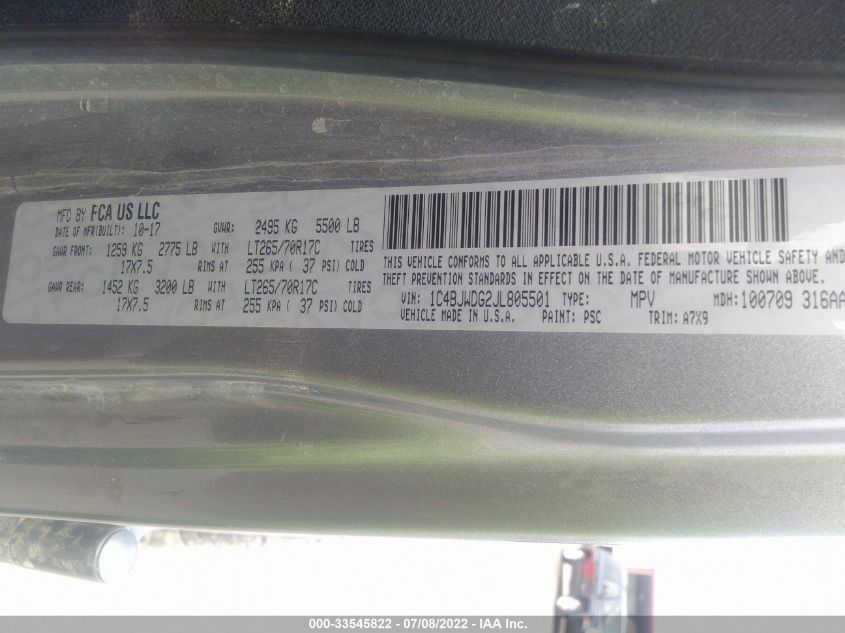 MFD BY FCA US LLC
DATE OF MFR(BUILT): 10-17 GVWR: 2495 KG 5500 LB
GAWR FRONT: 1259 KG 2775 LB WITH LT265/70R17C TIRES
17X7.5 RIMS AT 255 KPA ( 37 PSI) COLD
GAWR REAR: 1452 KG 3200 LB WITH LT265/70R17C TIRES
17X7.5 RIMS AT 255 KPA ( 37 PSI) COLD
THIS VEHICLE CONFORMS TO ALL APPLICABLE U.S.A. FEDERAL MOTOR VEHICLE SAFETY AND
THEFT PREVENTION STANDARDS IN EFFECT ON THE DATE OF MANUFACTURE SHOWN ABOVE.
VIN: 1C4BJWDG2JL805501 TYPE: MPV MDH: 100709 316AA
VEHICLE MADE IN U.S.A. PAINT: PSC TRIM: A7X9
000-33545822 - 07/08/2022 - IAA Inc.